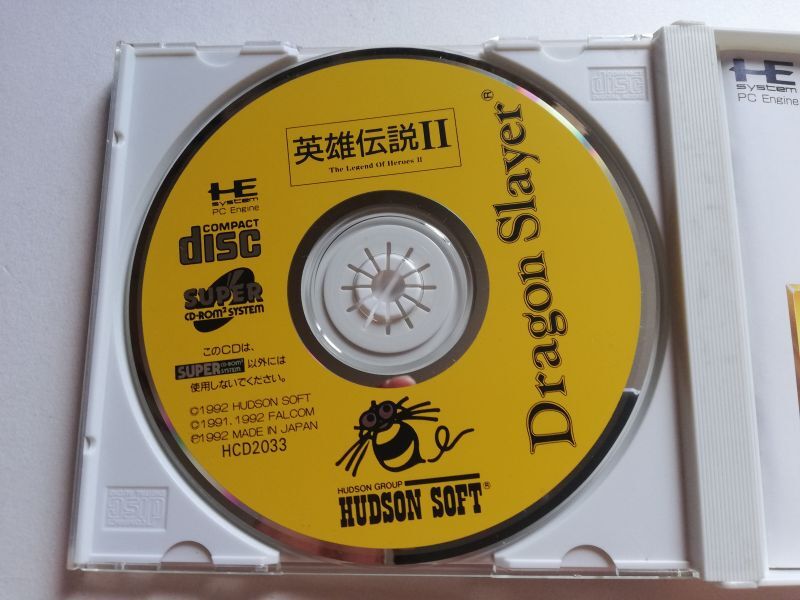 英雄伝説II
The Legend Of Heroes II
Dragon Slayer®
HE
system
PC Engine
COMPACT
disc
SUPER
CD-ROM² SYSTEM
このCDは、
SUPER CD-ROM² SYSTEM 以外には
使用しないでください。
©1992 HUDSON SOFT
©1991, 1992 FALCOM
℗1992 MADE IN JAPAN
HCD2033
HUDSON GROUP
HUDSON SOFT®
disc
HE
system
PC Engine